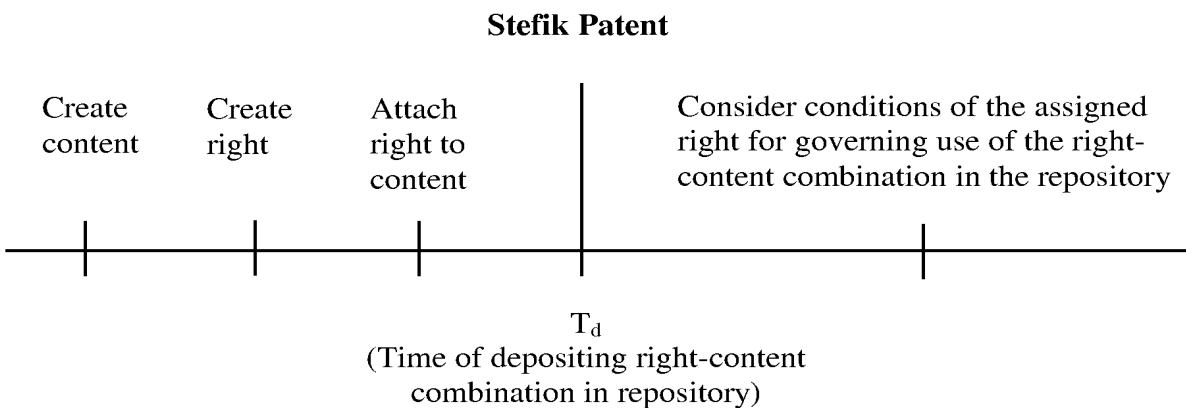 Stefik Patent
Create
content
Create
right
Attach
right to
content
Consider conditions of the assigned
right for governing use of the right-
content combination in the repository
Td
(Time of depositing right-content
combination in repository)